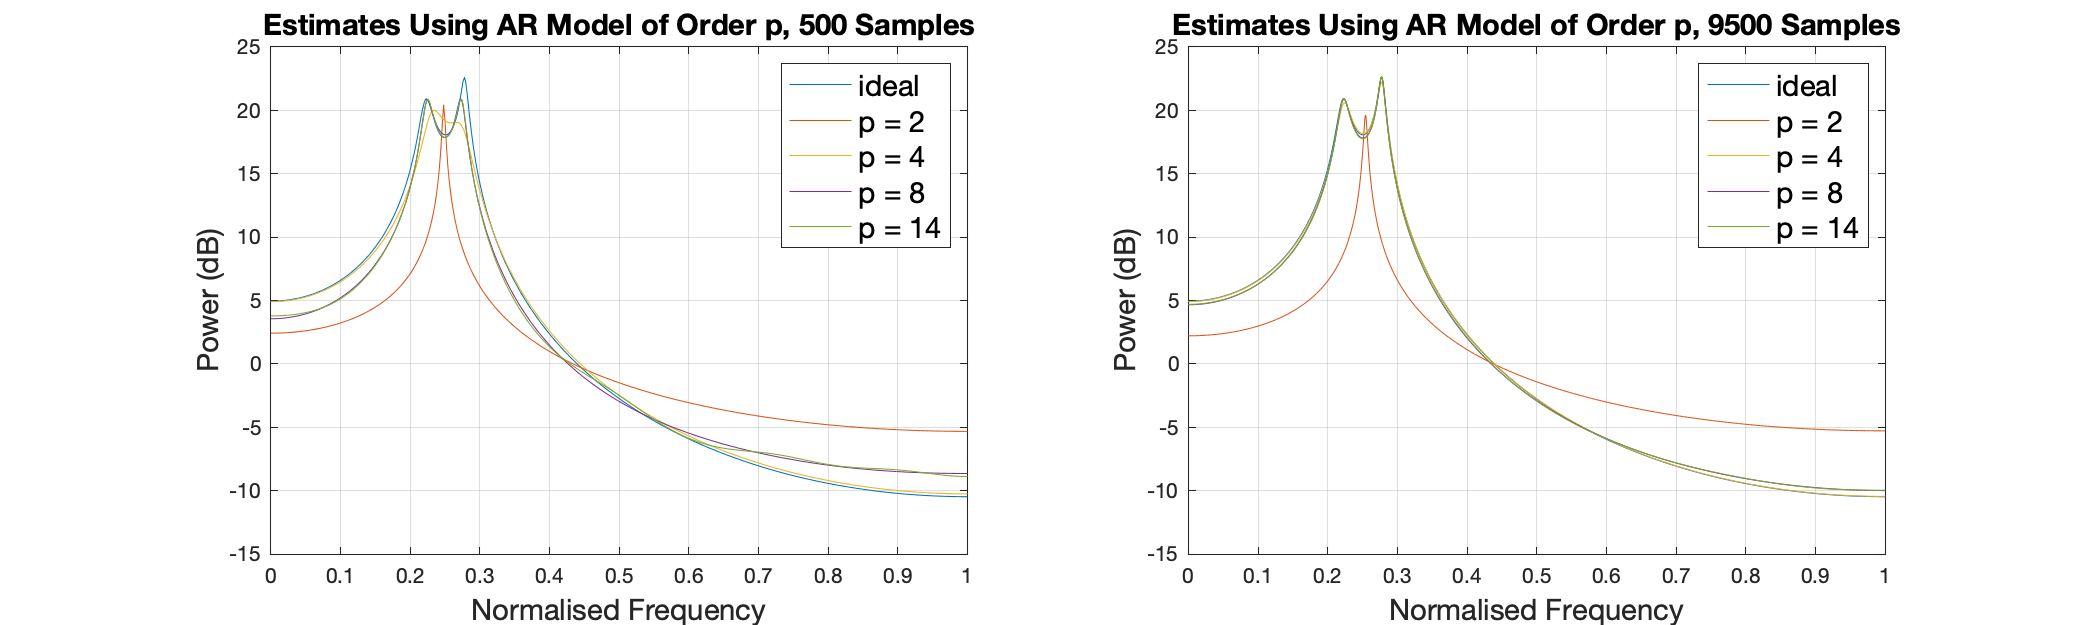 Estimates Using AR Model of Order p, 500 Samples
25
20
15
10
5
0
-5
-10
-15
Power (dB)
ideal
p = 2
p = 4
p = 8
p = 14
0 0.1 0.2 0.3 0.4 0.5 0.6 0.7 0.8 0.9 1
Normalised Frequency
Estimates Using AR Model of Order p, 9500 Samples
25
20
15
10
5
0
-5
-10
-15
Power (dB)
ideal
p = 2
p = 4
p = 8
p = 14
0 0.1 0.2 0.3 0.4 0.5 0.6 0.7 0.8 0.9 1
Normalised Frequency